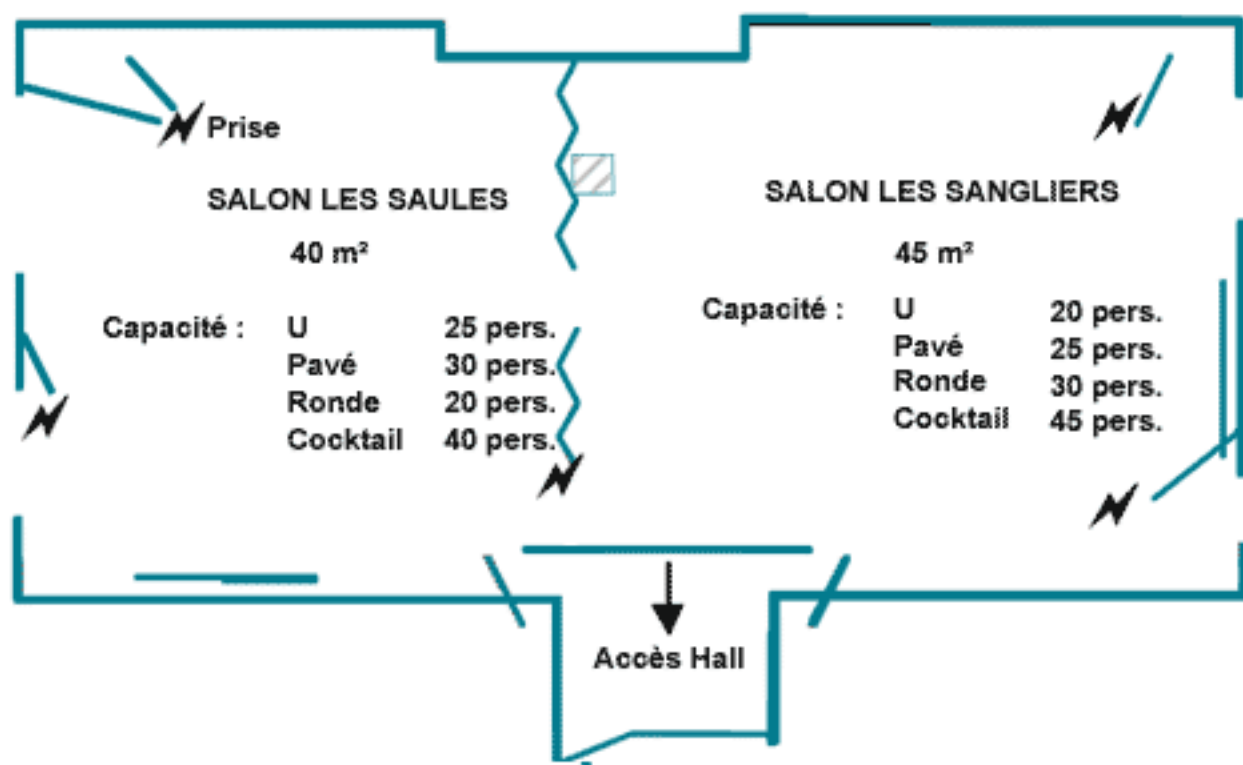 Prise
SALON LES SAULES
40 m²
Capacité : U 25 pers.
Pavé 30 pers.
Ronde 20 pers.
Cocktail 40 pers.
SALON LES SANGLIERS
45 m²
Capacité : U 20 pers.
Pavé 25 pers.
Ronde 30 pers.
Cocktail 45 pers.
Accès Hall